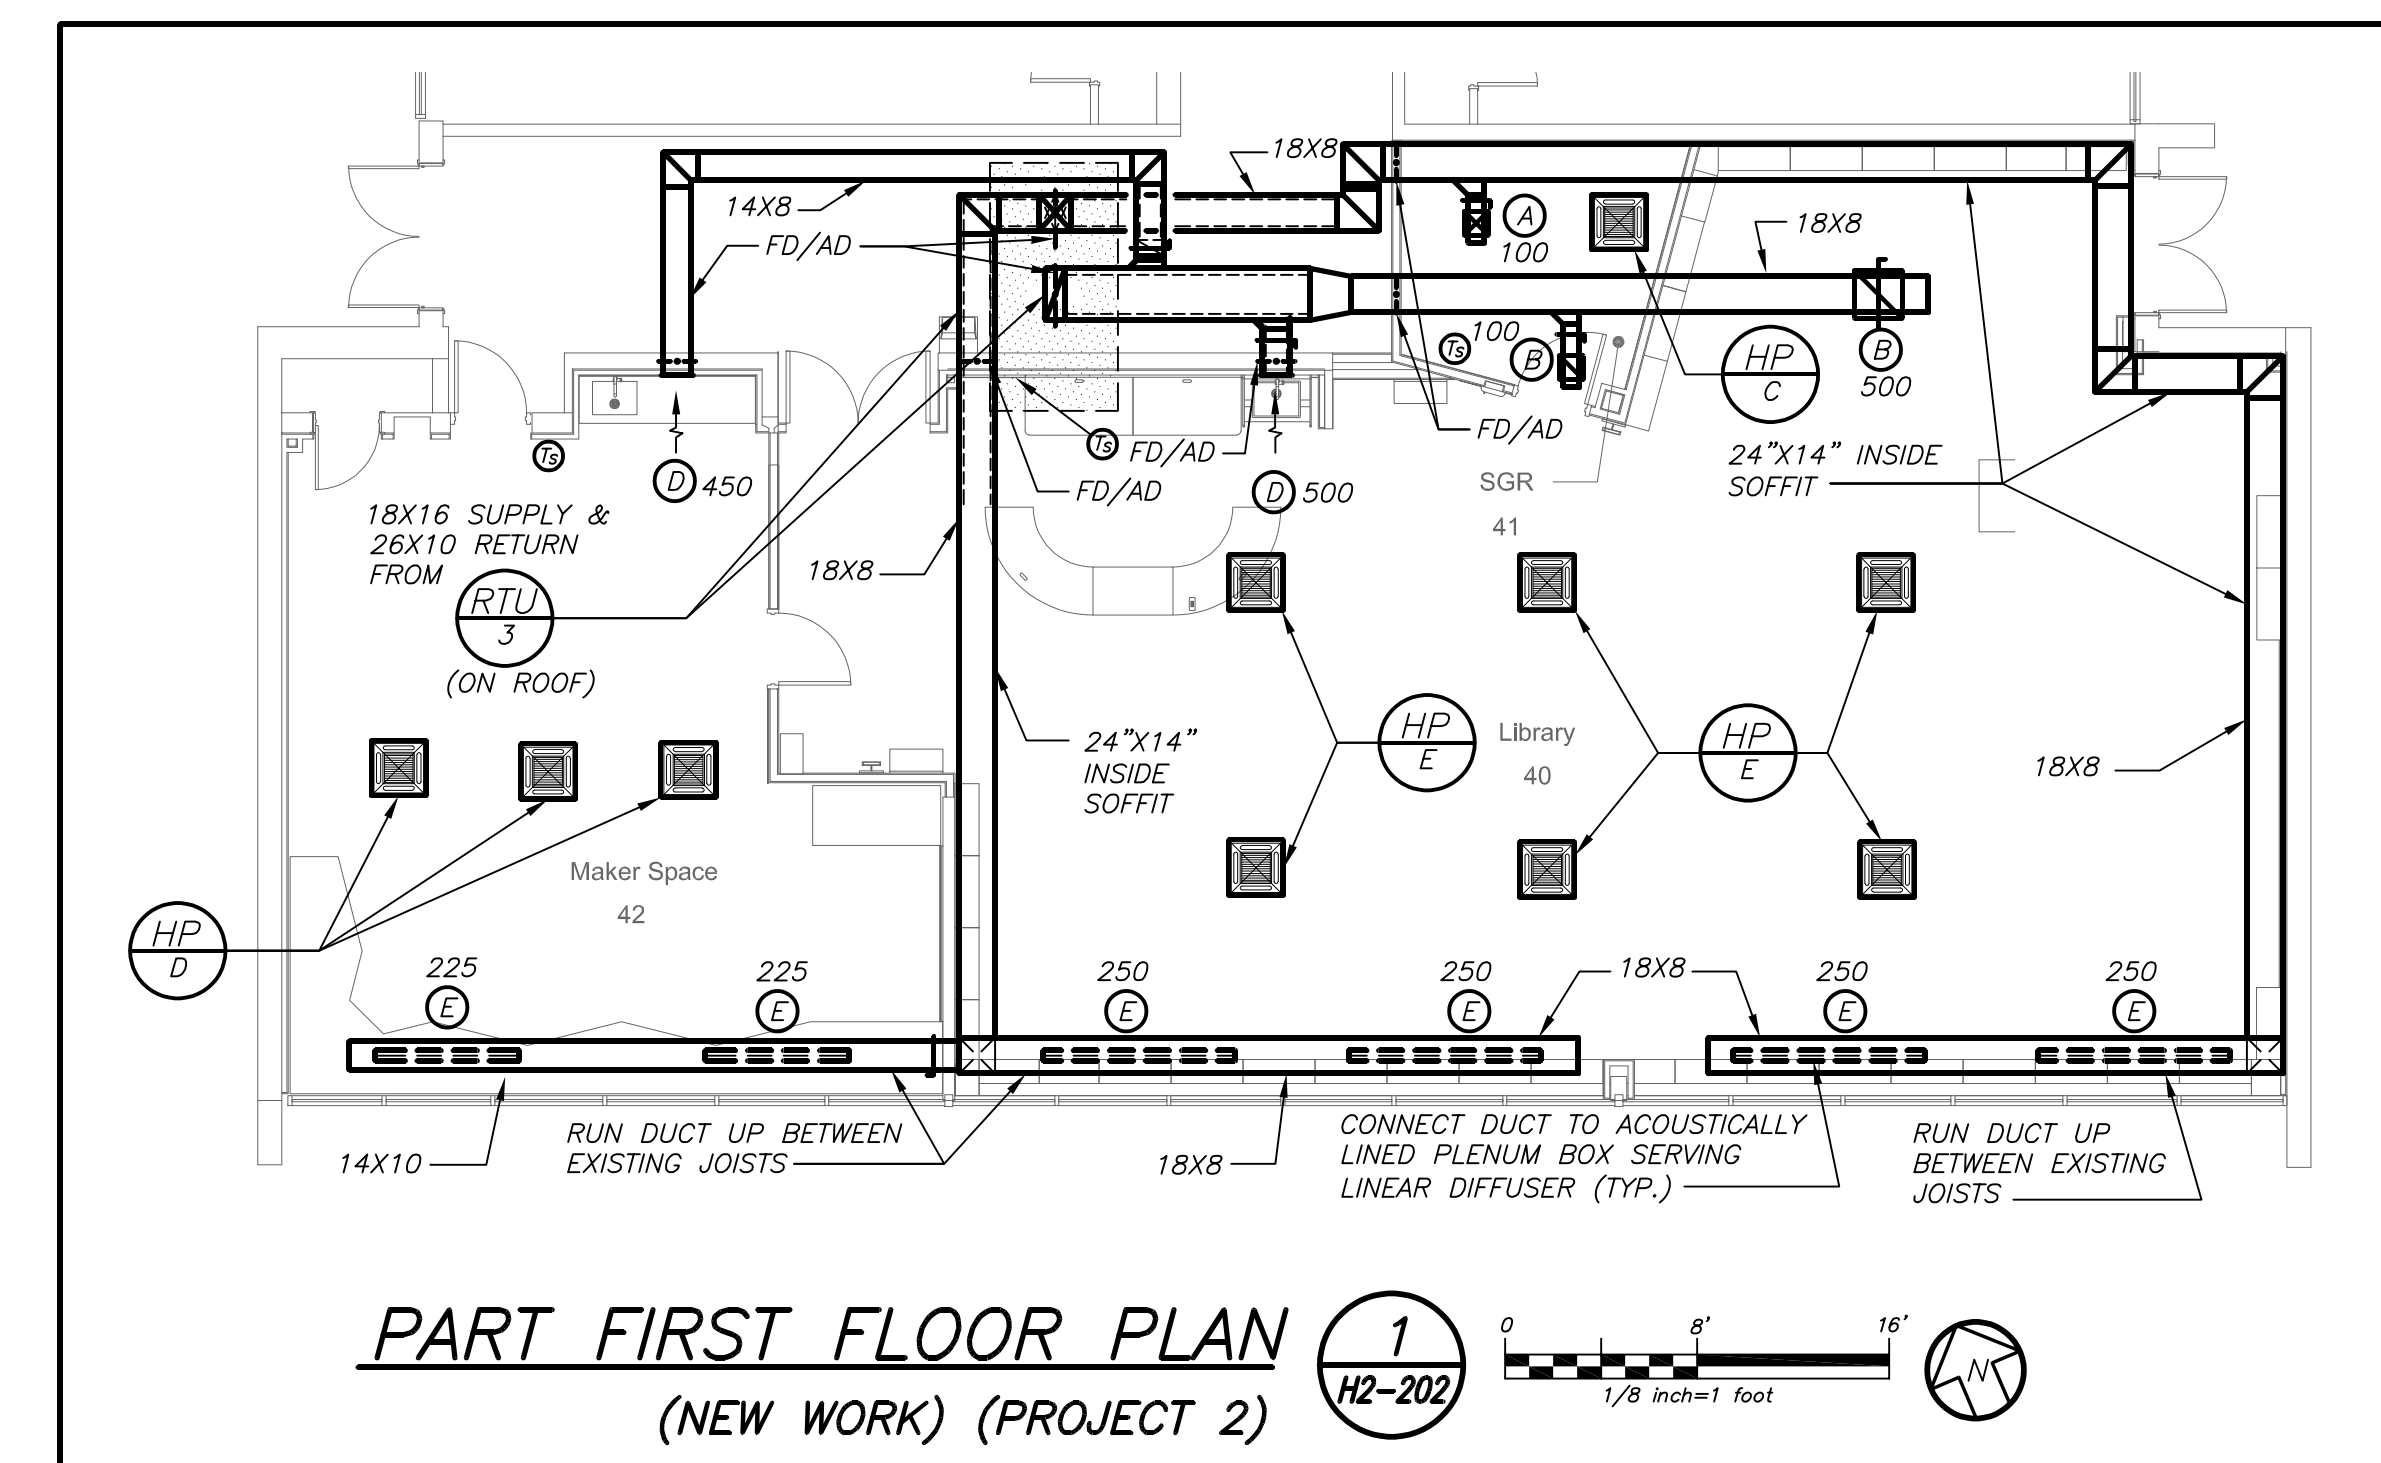 18X8
14X8
FD/AD
A
100
18X8
100
Ts
B
HP
C
B
500
FD/AD
Ts
FD/AD
Ts
D
450
FD/AD
D
500
24”X14” INSIDE
SOFFIT
SGR
41
18X16 SUPPLY &
26X10 RETURN
FROM
RTU
3
(ON ROOF)
18X8
24”X14”
INSIDE
SOFFIT
HP
E
Library
40
HP
E
18X8
Maker Space
42
HP
D
225
E
225
E
250
E
250
E
18X8
250
E
250
E
14X10
RUN DUCT UP BETWEEN
EXISTING JOISTS
18X8
CONNECT DUCT TO ACOUSTICALLY
LINED PLENUM BOX SERVING
LINEAR DIFFUSER (TYP.)
RUN DUCT UP
BETWEEN EXISTING
JOISTS
PART FIRST FLOOR PLAN
(NEW WORK) (PROJECT 2)
1
H2-202
0 8' 16'
1/8 inch=1 foot
N